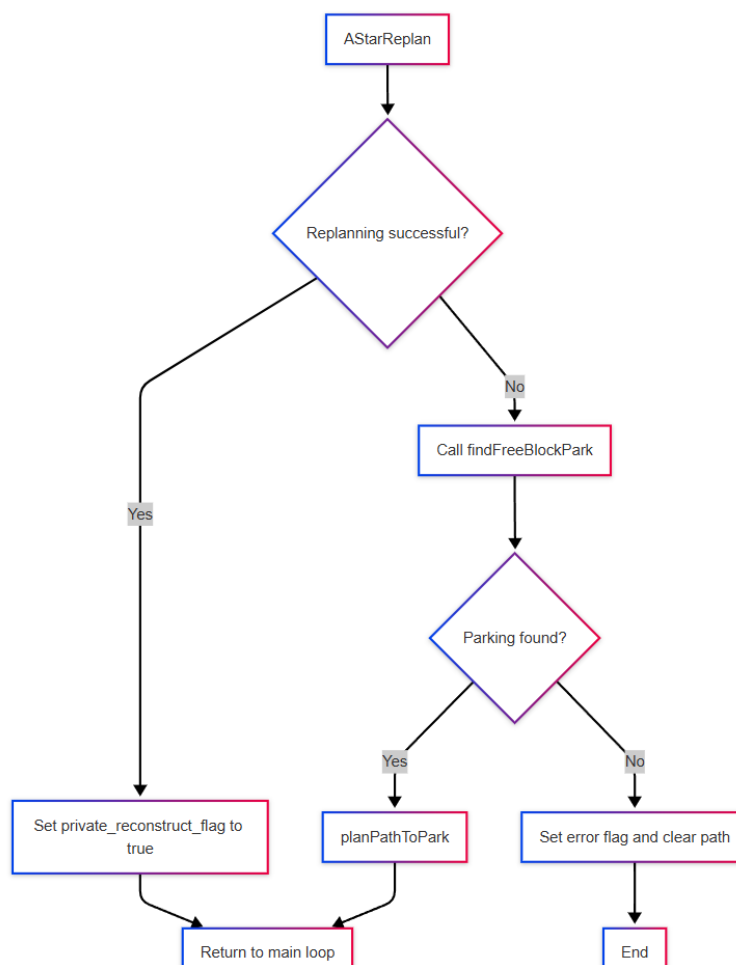 AStarReplan
Replanning successful?
No
Call findFreeBlockPark
Yes
Parking found?
Yes
No
Set private_reconstruct_flag to
true
planPathToPark
Set error flag and clear path
Return to main loop
End